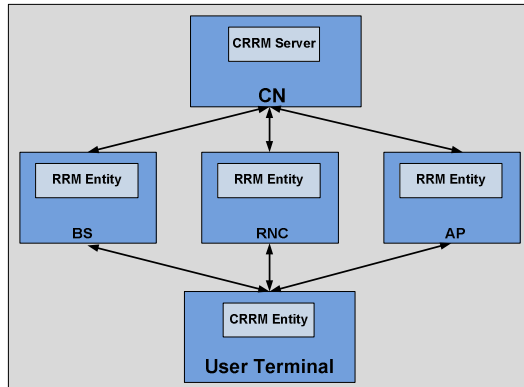 CRRM Server
CN
RRM Entity
RRM Entity
RRM Entity
BS
RNC
AP
CRRM Entity
User Terminal